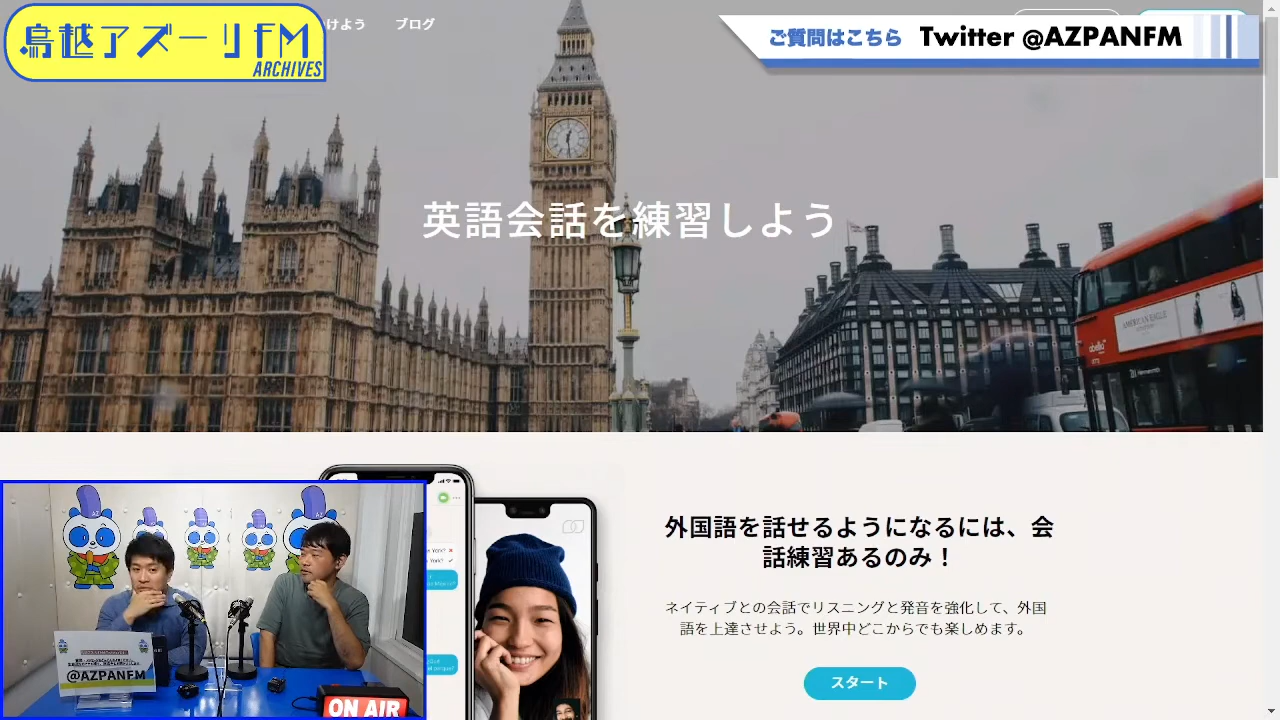 鳥越アズーリFM
ARCHIVES
けよう
ブログ
ご質問はこちら Twitter @AZPANFM
英語会話を練習しよう
外国語を話せるようになるには、会
話練習あるのみ！
ネイティブとの会話でリスニングと発音を強化して、外国
語を上達させよう。世界中どこからでも楽しめます。
スタート
@AZPANFM
ON AIR